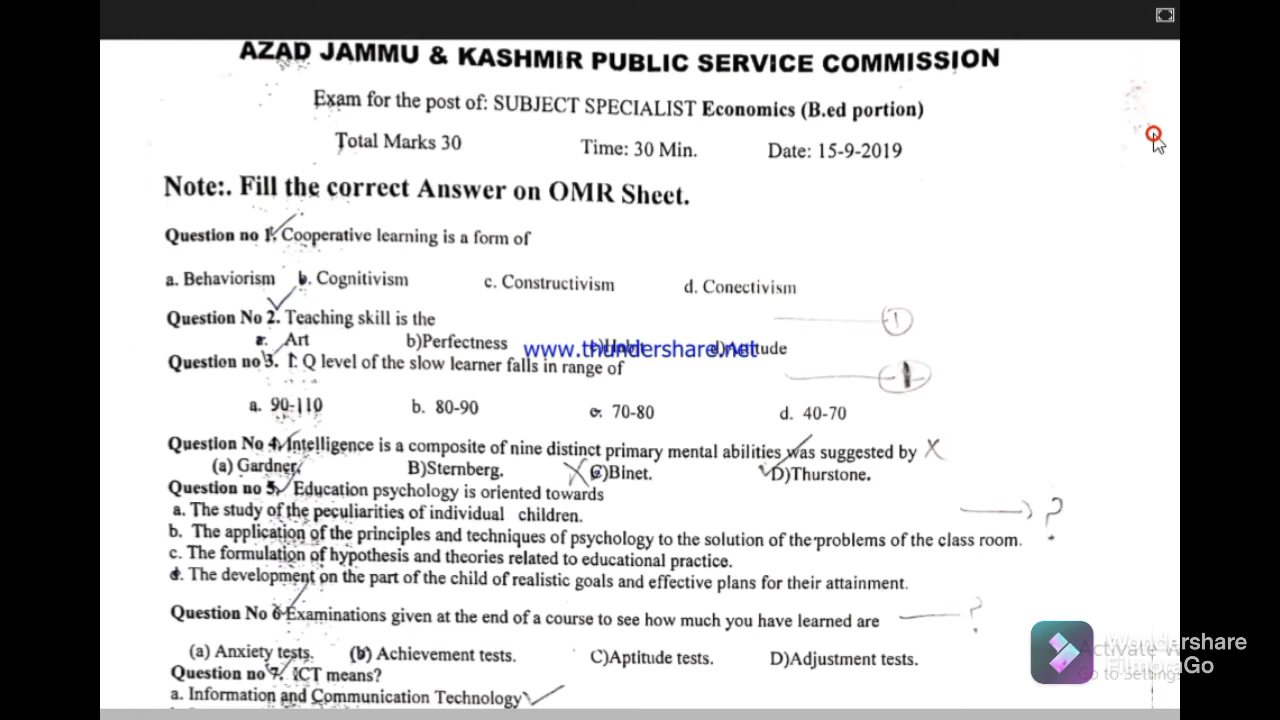 AZAD JAMMU & KASHMIR PUBLIC SERVICE COMMISSION
Exam for the post of: SUBJECT SPECIALIST Economics (B.ed portion)
Total Marks 30 Time: 30 Min. Date: 15-9-2019
Note:. Fill the correct Answer on OMR Sheet.
Question no 1. Cooperative learning is a form of
a. Behaviorism b. Cognitivism c. Constructivism d. Conectivism
Question No 2. Teaching skill is the
1
Art b)Perfectness
www.thundershare.net
Question no 3. I. Q level of the slow learner falls in range of
1
a. 90-110 b. 80-90 c. 70-80 d. 40-70
Question No 4. Intelligence is a composite of nine distinct primary mental abilities was suggested by X
(a) Gardner. B)Sternberg. X C)Binet. D)Thurstone.
Question no 5. Education psychology is oriented towards
a. The study of the peculiarities of individual children. ?
b. The application of the principles and techniques of psychology to the solution of the problems of the class room.
c. The formulation of hypothesis and theories related to educational practice.
d. The development on the part of the child of realistic goals and effective plans for their attainment.
Question No 6 Examinations given at the end of a course to see how much you have learned are ?
(a) Anxiety tests. (b) Achievement tests. C)Aptitude tests. D)Adjustment tests.
Question no 7. ICT means?
a. Information and Communication Technology
Wondershare
FilmoraGo
Activate W
Go to Settings